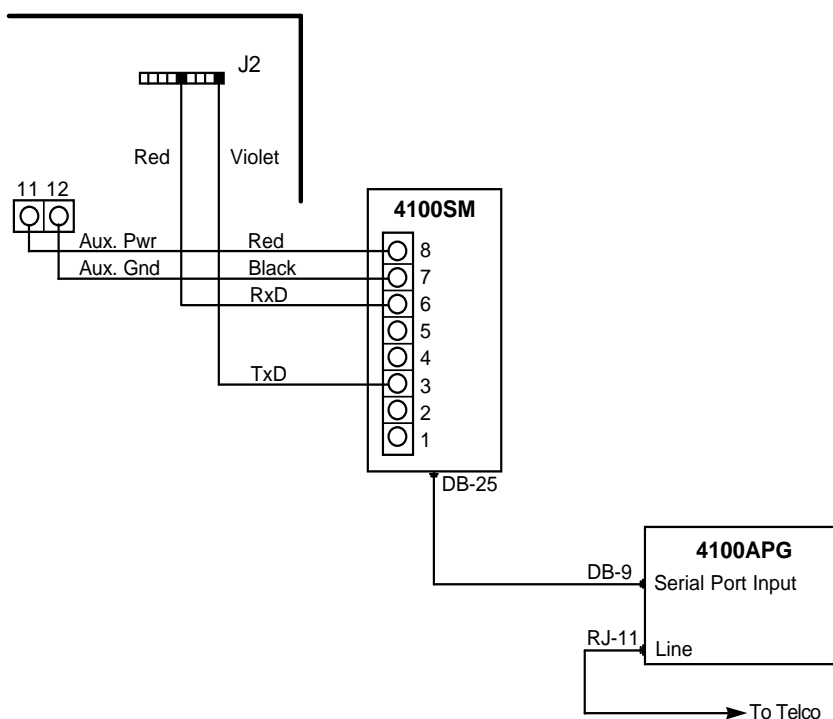 J2
Red Violet
11 12
4100SM
Aux. Pwr Red 8
Aux. Gnd Black 7
RxD 6
5
4
TxD 3
2
1
DB-25
4100APG
DB-9 Serial Port Input
RJ-11 Line
To Telco